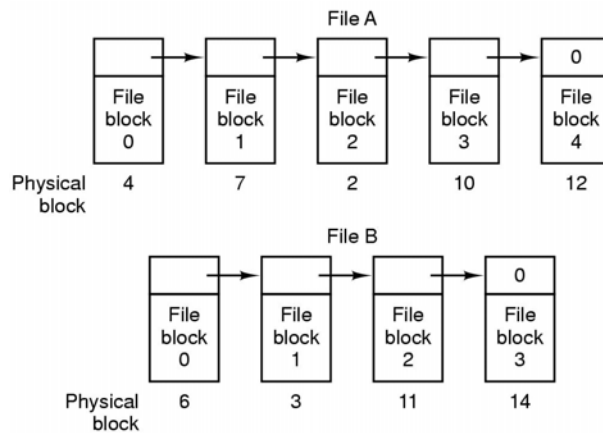 File A
0
File block 0
File block 1
File block 2
File block 3
File block 4
Physical block 4 7 2 10 12
File B
0
File block 0
File block 1
File block 2
File block 3
Physical block 6 3 11 14